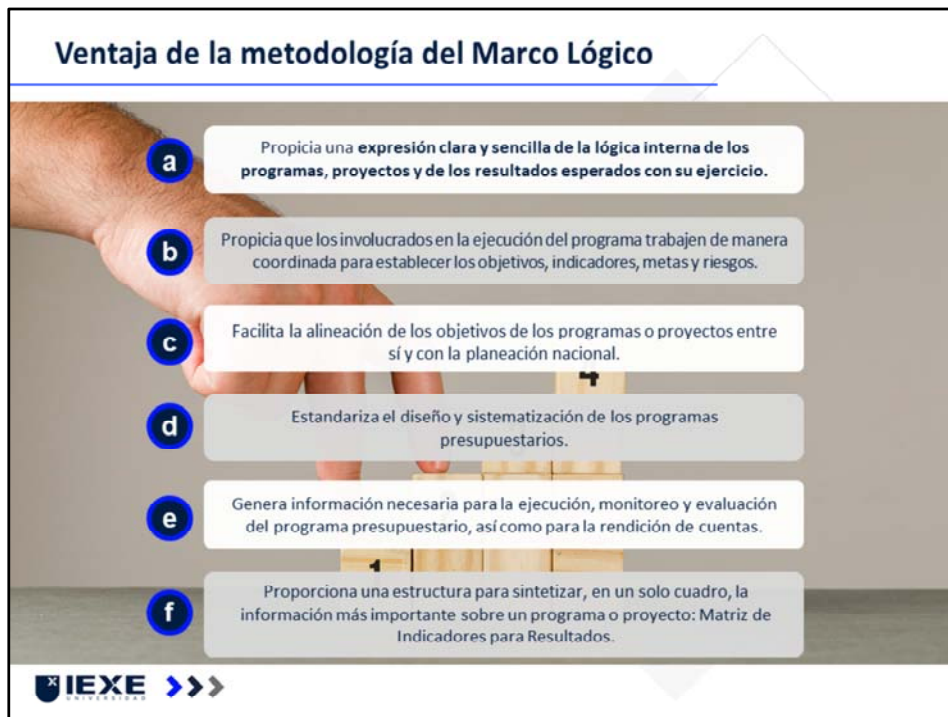 Ventaja de la metodología del Marco Lógico
a
Propicia una expresión clara y sencilla de la lógica interna de los
programas, proyectos y de los resultados esperados con su ejercicio.
b
Propicia que los involucrados en la ejecución del programa trabajen de manera
coordinada para establecer los objetivos, indicadores, metas y riesgos.
c
Facilita la alineación de los objetivos de los programas o proyectos entre
sí y con la planeación nacional.
4
d
Estandariza el diseño y sistematización de los programas
presupuestarios.
e
Genera información necesaria para la ejecución, monitoreo y evaluación
del programa presupuestario, así como para la rendición de cuentas.
1
f
Proporciona una estructura para sintetizar, en un solo cuadro, la
información más importante sobre un programa o proyecto: Matriz de
Indicadores para Resultados.
IEXE
UNIVERSIDAD